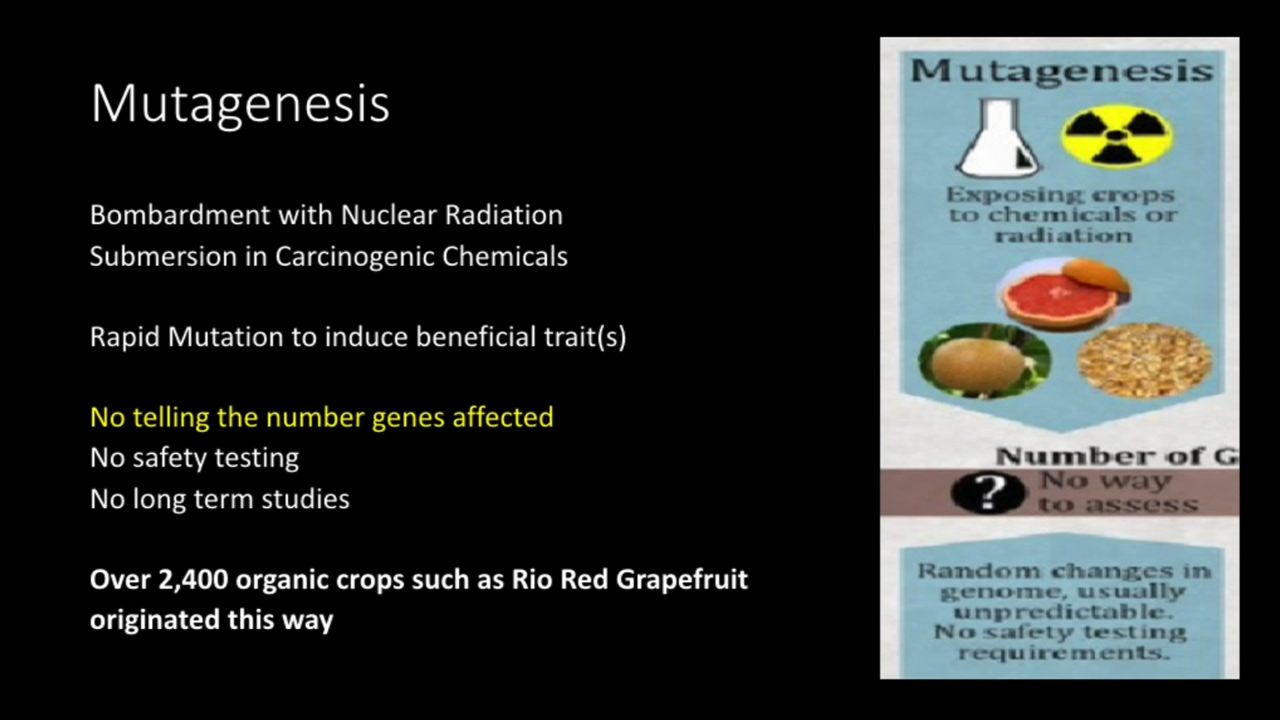 Mutagenesis
Bombardment with Nuclear Radiation
Submersion in Carcinogenic Chemicals
Rapid Mutation to induce beneficial trait(s)
No telling the number genes affected
No safety testing
No long term studies
Over 2,400 organic crops such as Rio Red Grapefruit
originated this way
Mutagenesis
Exposing crops
to chemicals or
radiation
Number of G
? No way
to assess
Random changes in
genome, usually
unpredictable.
No safety testing
requirements.